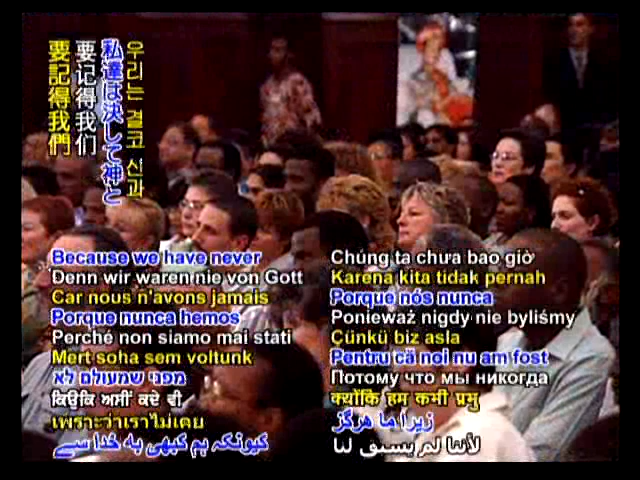 要記得我們
要记得我们
私達は決して神と
우리는 결코 신과
Because we have never
Denn wir waren nie von Gott
Car nous n'avons jamais
Porque nunca hemos
Perché non siamo mai stati
Mert soha sem voltunk
מפני שמעולם לא
ਕਿਉਂਕਿ ਅਸੀਂ ਕਦੇ ਵੀ
เพราะว่าเราไม่เคย
کیونکہ ہم کبھی بہ خدا سے
Chúng ta chưa bao giờ
Karena kita tidak pernah
Porque nós nunca
Ponieważ nigdy nie byliśmy
Çünkü biz asla
Pentru că noi nu am fost
Потому что мы никогда
क्योंकि हम कभी प्रभु
زیرا ما هرگز
لأننا لم يسبق لنا